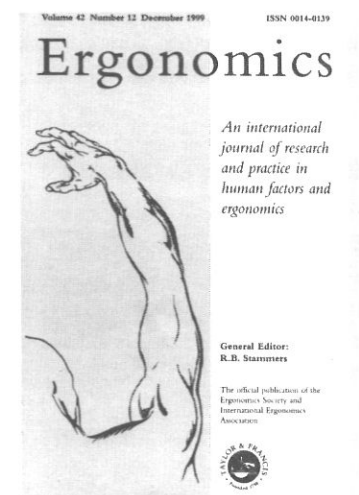 Volume 42 Number 12 December 1999 ISSN 0014-0139
Ergonomics
An international
journal of research
and practice in
human factors and
ergonomics
General Editor:
R.B. Stammers
The official publication of the
Ergonomics Society and
International Ergonomics
Association
TAYLOR & FRANCIS